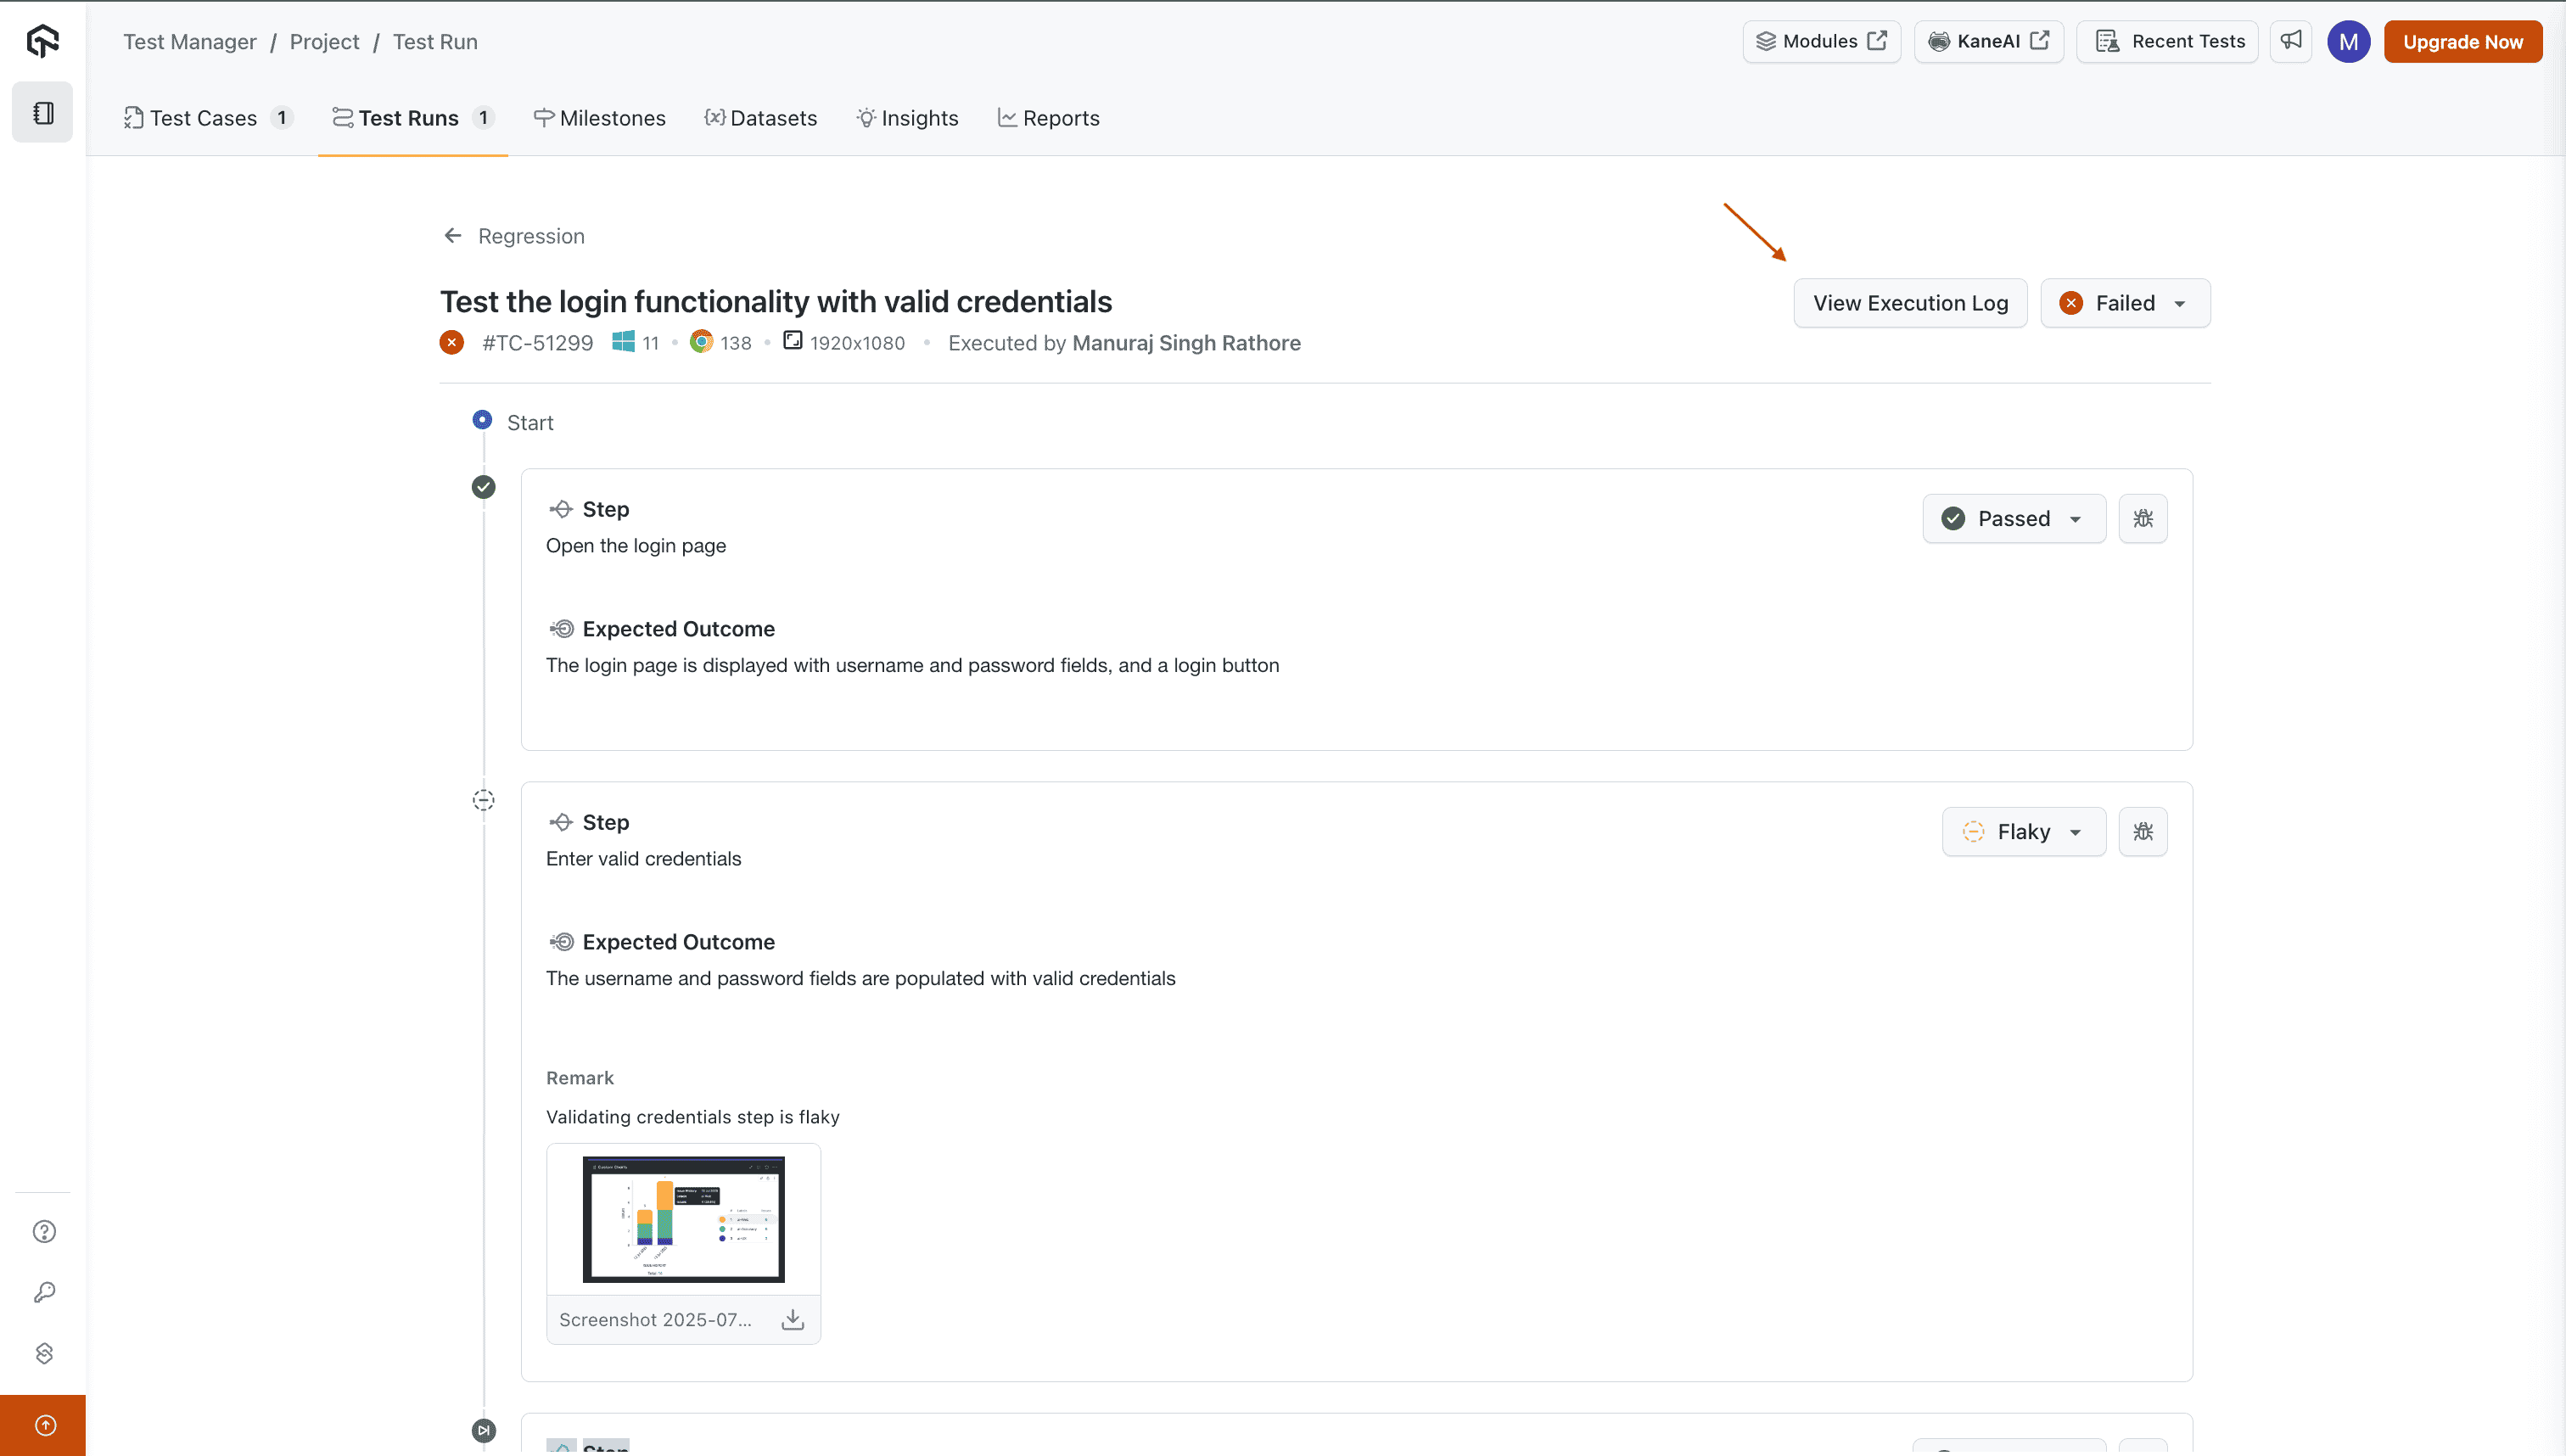 Test Manager / Project / Test Run
Modules
KaneAI
Recent Tests
M
Upgrade Now
Test Cases 1
Test Runs 1
Milestones
Datasets
Insights
Reports
Regression
Test the login functionality with valid credentials
View Execution Log
Failed
#TC-51299 11 • 138 • 1920x1080 • Executed by Manuraj Singh Rathore
Start
Step
Passed
Open the login page
Expected Outcome
The login page is displayed with username and password fields, and a login button
Step
Flaky
Enter valid credentials
Expected Outcome
The username and password fields are populated with valid credentials
Remark
Validating credentials step is flaky
Screenshot 2025-07...
Step